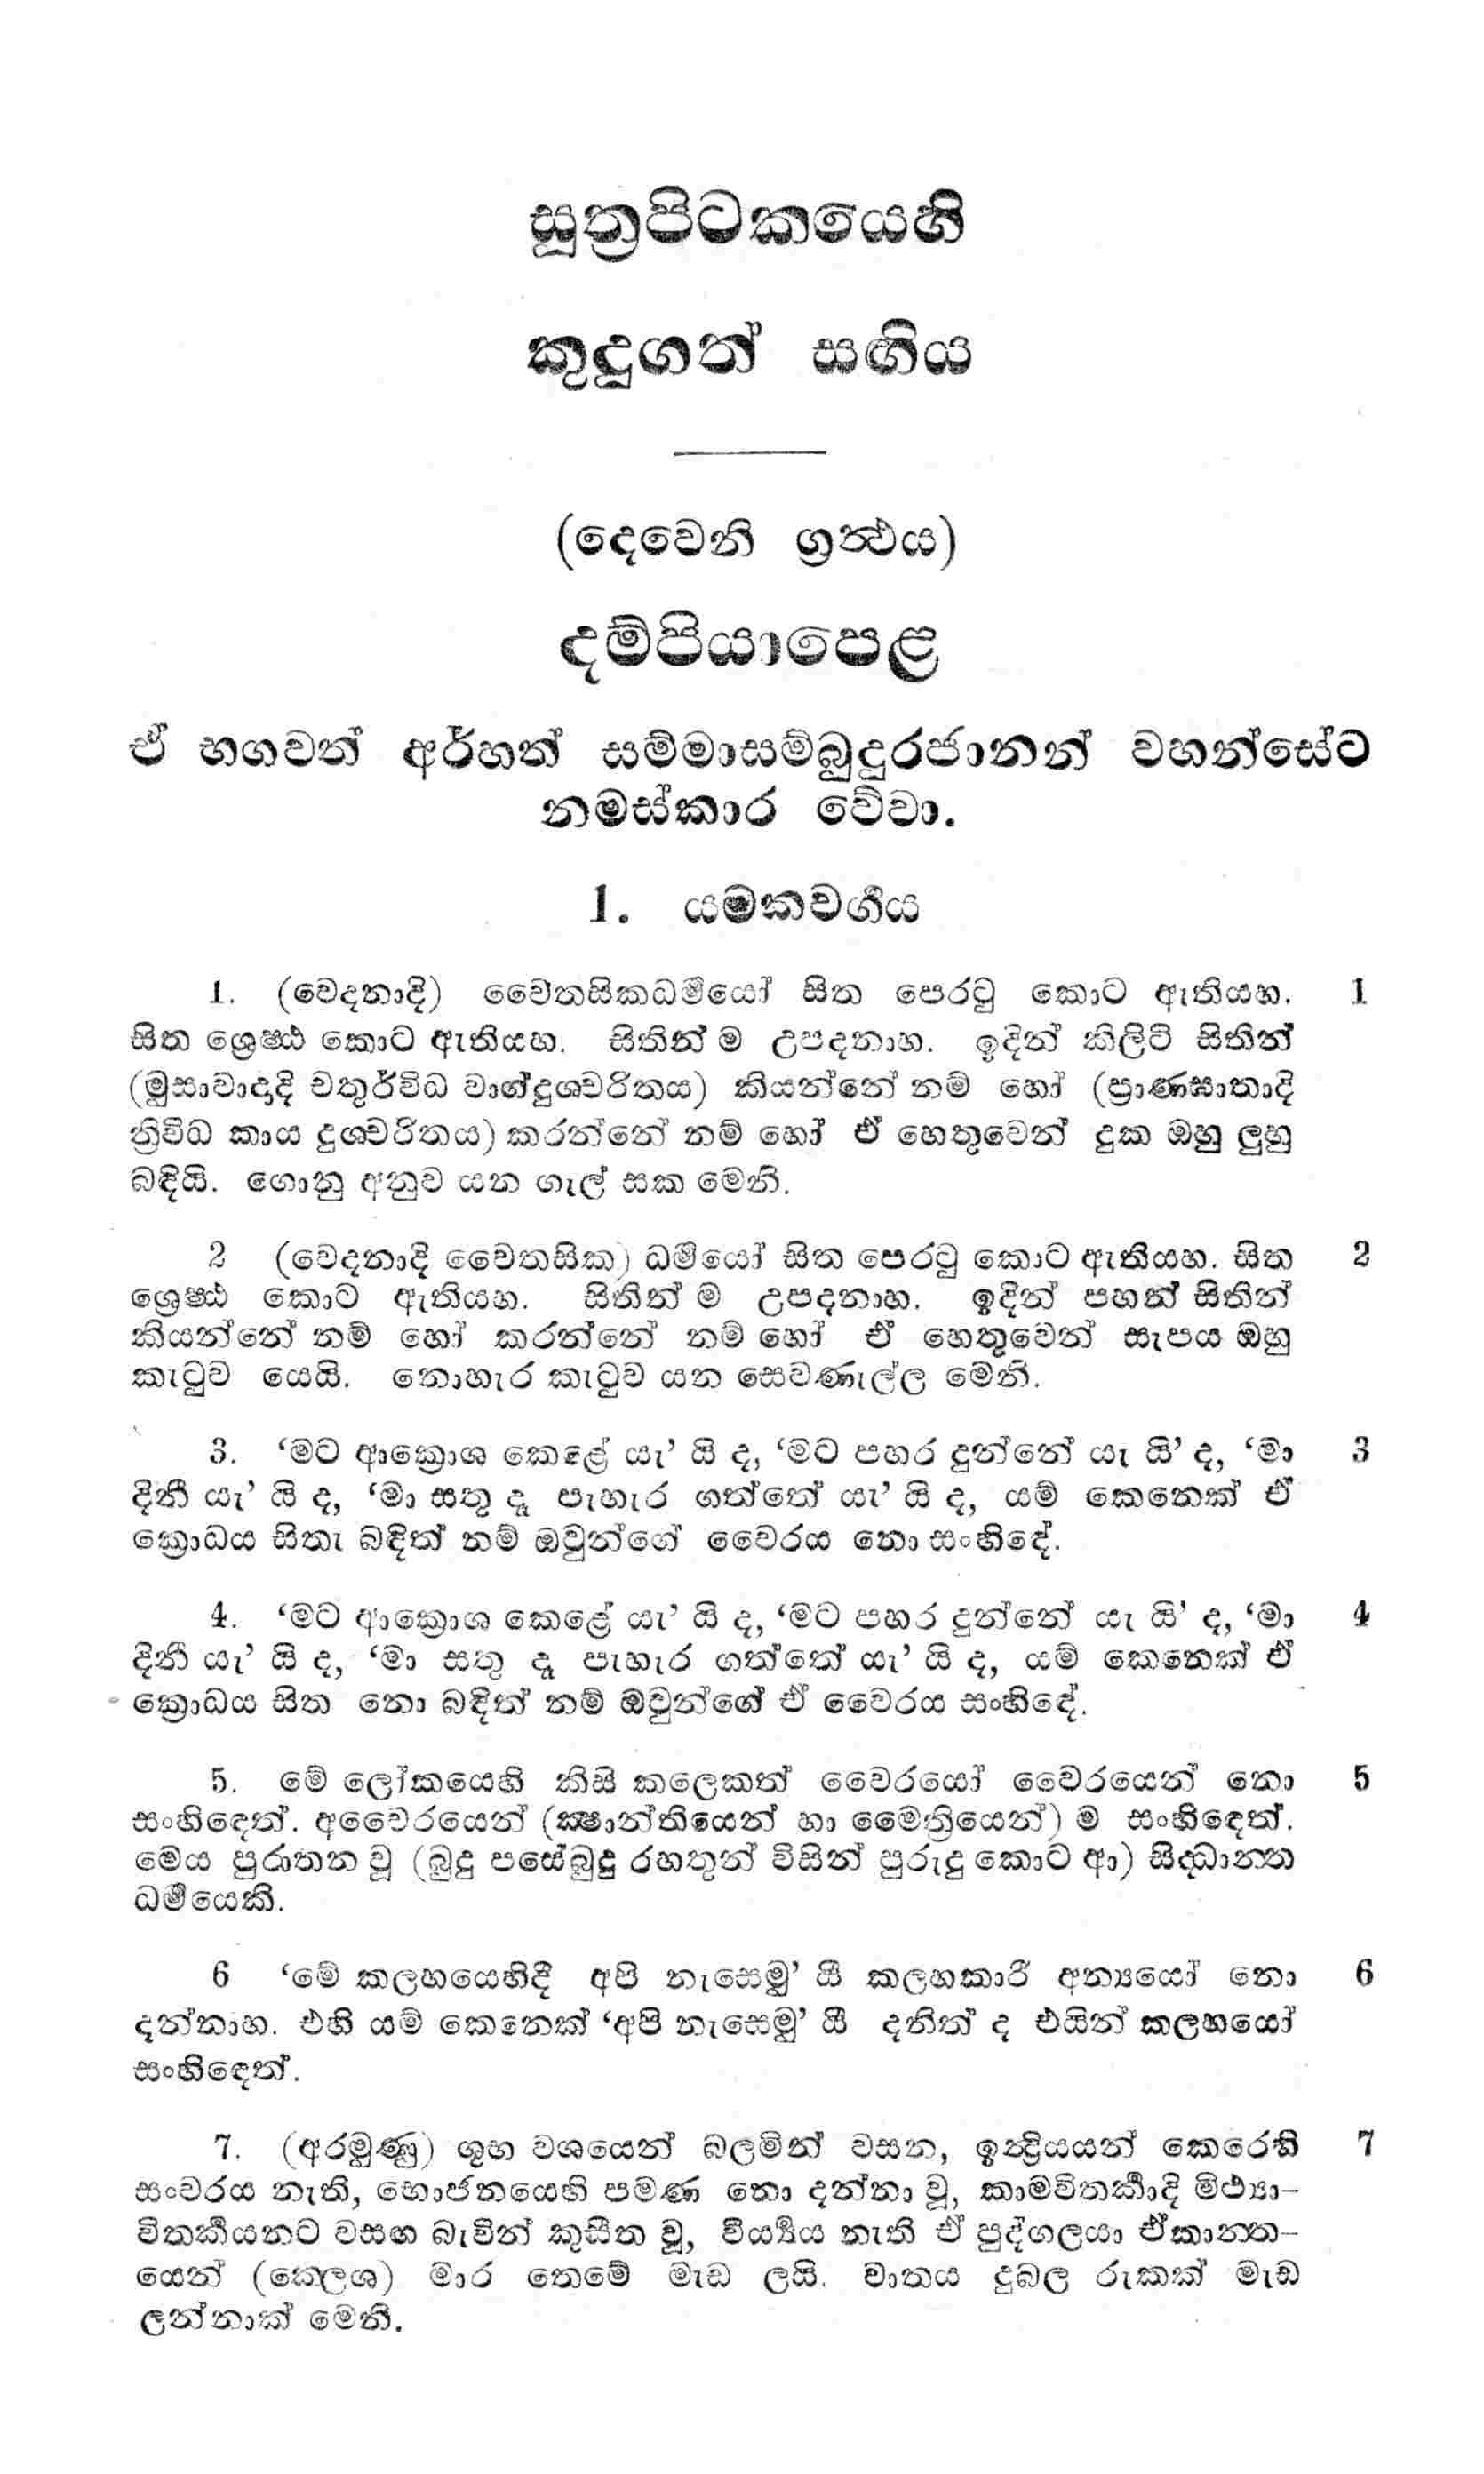 සූත්‍රපිටකයෙහි
කුදුගත් සඟිය
(දෙවෙනි ග්‍රන්‍ථය)
දම්පියාපෙළ
ඒ භගවත් අර්හත් සම්මාසම්බුදුරජානන් වහන්සේට
නමස්කාර වේවා.
1. යමකවර්‍ගය
1. (වෙදනාදි) චෛතසිකධර්‍මයෝ සිත පෙරටු කොට ඇතියහ. 1
සිත ශ්‍රෙෂ්ඨ කොට ඇතියහ. සිතින් ම උපදනාහ. ඉදින් කිලිටි සිතින්
(මුසාවාදාදි චතුර්විධ වාග්දුශ්චරිතය) කියන්නේ නම් හෝ (ප්‍රාණඝාතාදි
ත්‍රිවිධ කාය දුශ්චරිතය) කරන්නේ නම් හෝ ඒ හෙතුවෙන් දුක ඔහු ලුහු
බඳියි. ගොනු අනුව යන ගැල් සක මෙනි.
2 (වෙදනාදි චෛතසික) ධර්‍මයෝ සිත පෙරටු කොට ඇතියහ. සිත 2
ශ්‍රෙෂ්ඨ කොට ඇතියහ. සිතින් ම උපදනාහ. ඉදින් පහන් සිතින්
කියන්නේ නම් හෝ කරන්නේ නම් හෝ ඒ හෙතුවෙන් සැපය ඔහු
කැටුව යෙයි. නොහැර කැටුව යන සෙවණැල්ල මෙනි.
3. ‘මට ආක්‍රොශ කෙළේ යැ’ යි ද, ‘මට පහර දුන්නේ යැ යි’ ද, ‘මා 3
දිනී යැ’ යි ද, ‘මා සතු දෑ පැහැර ගත්තේ යැ’ යි ද, යම් කෙනෙක් ඒ
ක්‍රොධය සිතැ බඳිත් නම් ඔවුන්ගේ වෛරය නො සංහිඳේ.
4. ‘මට ආක්‍රොශ කෙළේ යැ’ යි ද, ‘මට පහර දුන්නේ යැ යි’ ද, ‘මා 4
දිනී යැ’ යි ද, ‘මා සතු දෑ පැහැර ගත්තේ යැ’ යි ද, යම් කෙනෙක් ඒ
ක්‍රොධය සිත නො බඳිත් නම් ඔවුන්ගේ ඒ වෛරය සංහිඳේ.
5. මේ ලෝකයෙහි කිසි කලෙකත් වෛරයෝ වෛරයෙන් නො 5
සංහිඳෙත්. අවෛරයෙන් (ක්‍ෂාන්තියෙන් හා මෛත්‍රියෙන්) ම සංහිඳෙත්.
මෙය පුරාතන වූ (බුදු පසේබුදු රහතුන් විසින් පුරුදු කොට ආ) සිද්‍ධාන්ත
ධර්‍මයෙකි.
6 ‘මේ කලහයෙහිදී අපි නැසෙමු’ යී කලහකාරී අන්‍යයෝ නො 6
දන්නාහ. එහි යම් කෙනෙක් ‘අපි නැසෙමු’ යී දනිත් ද එයින් කලහයෝ
සංහිඳෙත්.
7. (අරමුණු) ශූභ වශයෙන් බලමින් වසන, ඉන්‍ද්‍රියයන් කෙරෙහි 7
සංවරය නැති, භොජනයෙහි පමණ නො දන්නා වූ, කාමවිතර්‍කාදි මිථ්‍යා-
විතර්‍කයනට වසඟ බැවින් කුසීත වූ, වීර්‍ය්‍යය නැති ඒ පුද්ගලයා ඒකාන්ත-
යෙන් (කෙලශ) මාර තෙමේ මැඩ ලයි. වාතය දුබල රුකක් මැඩ
ලන්නාක් මෙනි.